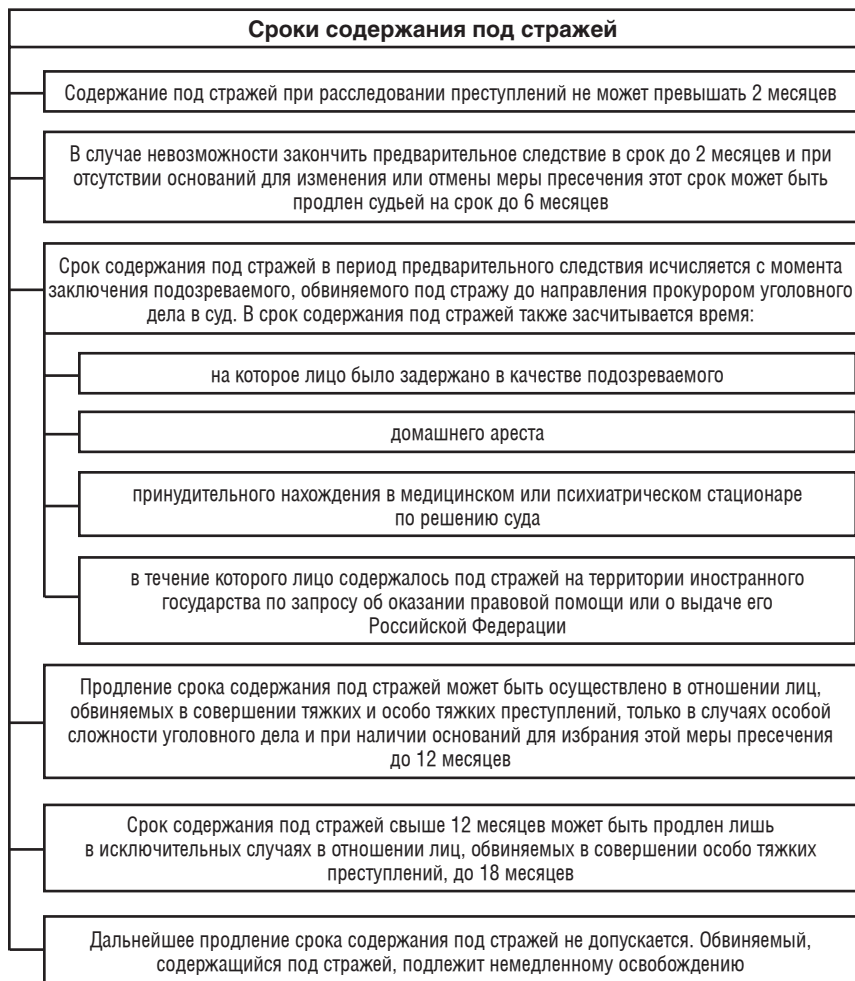 Сроки содержания под стражей
Содержание под стражей при расследовании преступлений не может превышать 2 месяцев
В случае невозможности закончить предварительное следствие в срок до 2 месяцев и при
отсутствии оснований для изменения или отмены меры пресечения этот срок может быть
продлен судьей на срок до 6 месяцев
Срок содержания под стражей в период предварительного следствия исчисляется с момента
заключения подозреваемого, обвиняемого под стражу до направления прокурором уголовного
дела в суд. В срок содержания под стражей также засчитывается время:
на которое лицо было задержано в качестве подозреваемого
домашнего ареста
принудительного нахождения в медицинском или психиатрическом стационаре
по решению суда
в течение которого лицо содержалось под стражей на территории иностранного
государства по запросу об оказании правовой помощи или о выдаче его
Российской Федерации
Продление срока содержания под стражей может быть осуществлено в отношении лиц,
обвиняемых в совершении тяжких и особо тяжких преступлений, только в случаях особой
сложности уголовного дела и при наличии оснований для избрания этой меры пресечения
до 12 месяцев
Срок содержания под стражей свыше 12 месяцев может быть продлен лишь
в исключительных случаях в отношении лиц, обвиняемых в совершении особо тяжких
преступлений, до 18 месяцев
Дальнейшее продление срока содержания под стражей не допускается. Обвиняемый,
содержащийся под стражей, подлежит немедленному освобождению